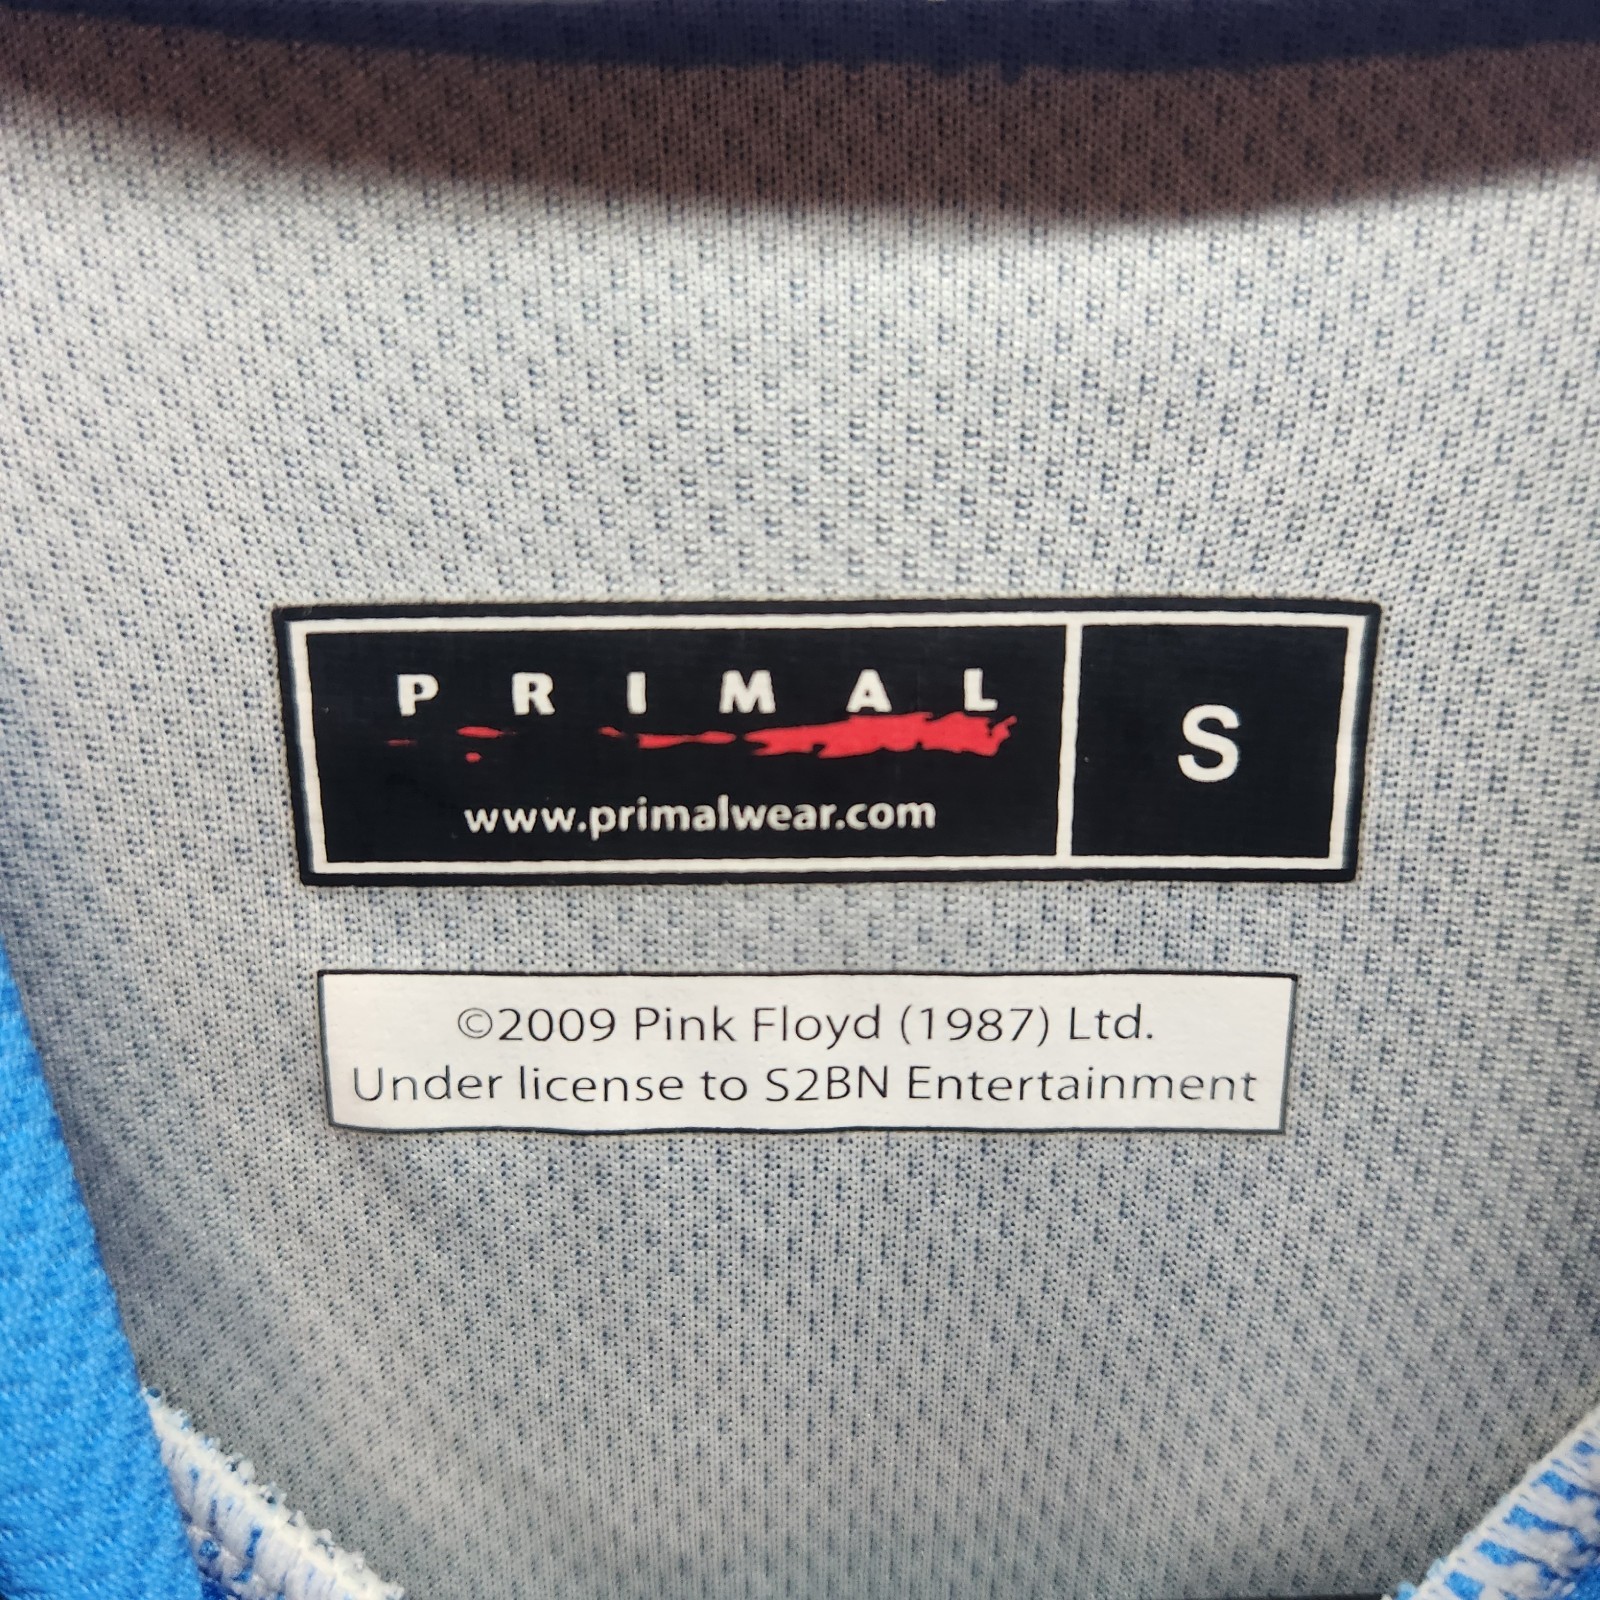 PRIMAL
S
www.primalwear.com
©2009 Pink Floyd (1987) Ltd.
Under license to S2BN Entertainment